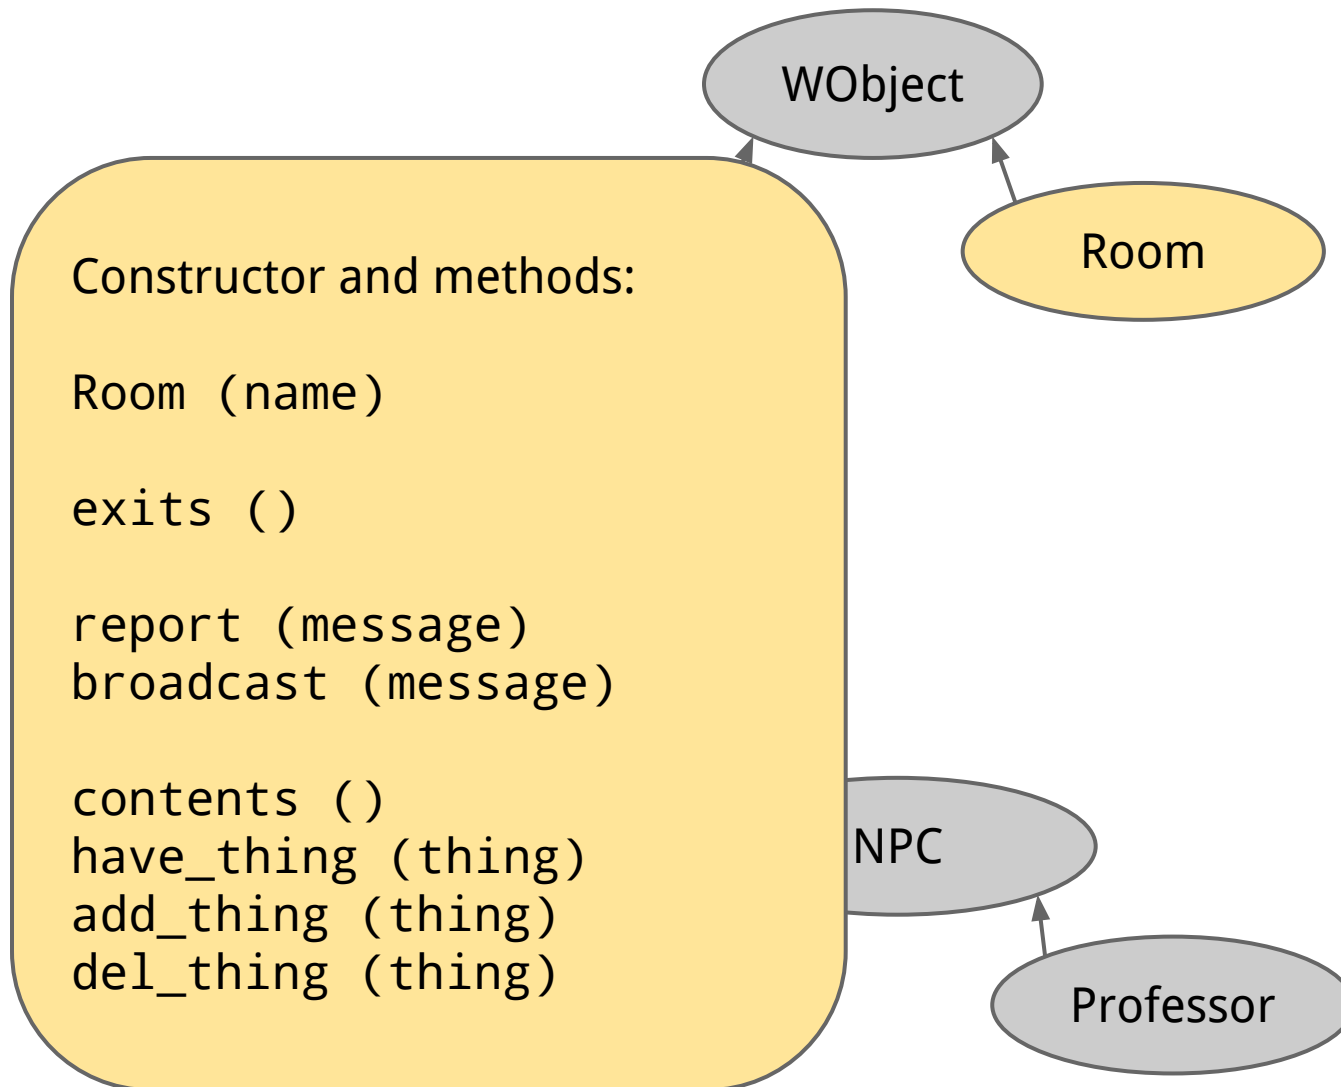 WObject
Room
Constructor and methods:
Room (name)
exits ()
report (message)
broadcast (message)
contents ()
have_thing (thing)
add_thing (thing)
del_thing (thing)
NPC
Professor